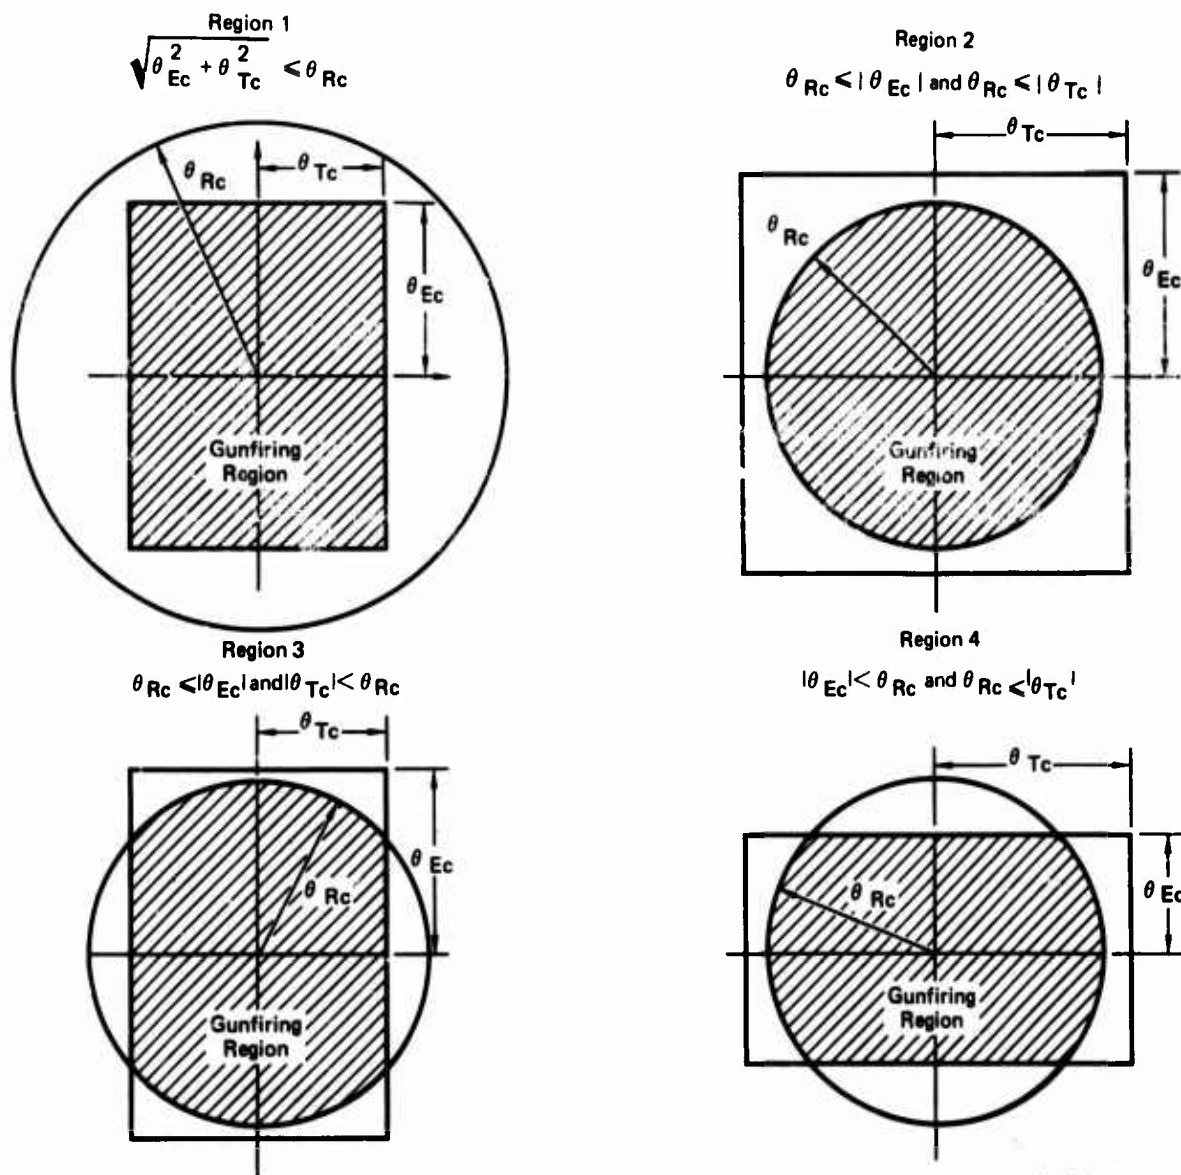 Region 1
√θ²Ec + θ²Tc ⩽ θRc
θRc
θTc
θEc
Gunfiring
Region
Region 2
θRc ⩽ |θEc| and θRc ⩽ |θTc|
θTc
θRc
θEc
Gunfiring
Region
Region 3
θRc ⩽ |θEc| and |θTc| < θRc
θTc
θEc
θRc
Gunfiring
Region
Region 4
|θEc| < θRc and θRc ⩽ |θTc|
θTc
θRc
θEc
Gunfiring
Region